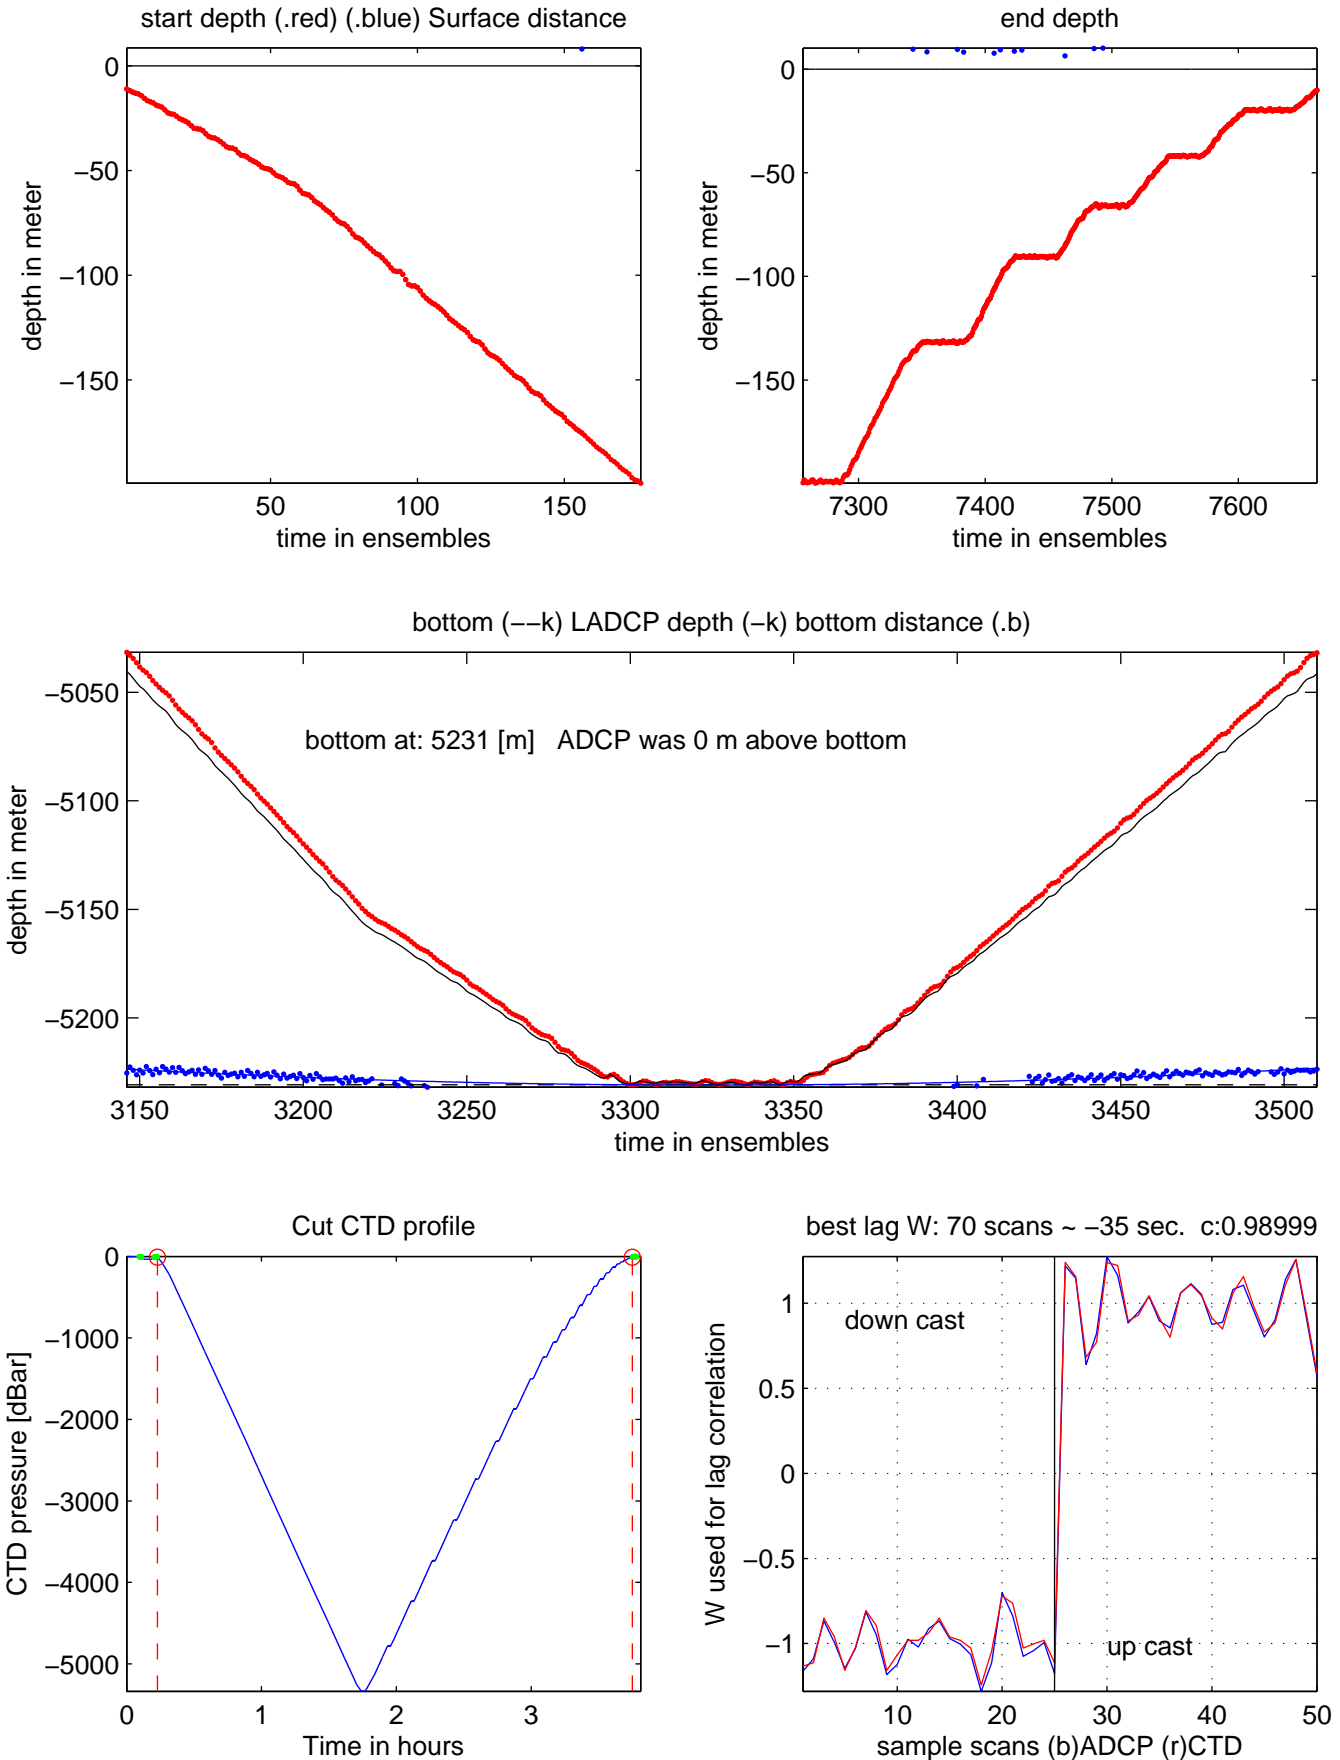 start depth (.red) (.blue) Surface distance
0
−50
−100
−150
depth in meter
50 100 150
time in ensembles
end depth
0
−50
−100
−150
depth in meter
7300 7400 7500 7600
time in ensembles
bottom (−−k) LADCP depth (−k) bottom distance (.b)
bottom at: 5231 [m] ADCP was 0 m above bottom
−5050
−5100
−5150
−5200
depth in meter
3150 3200 3250 3300 3350 3400 3450 3500
time in ensembles
Cut CTD profile
0
−1000
−2000
−3000
−4000
−5000
CTD pressure [dBar]
0 1 2 3
Time in hours
best lag W: 70 scans ~ −35 sec. c:0.98999
down cast
up cast
1
0.5
0
−0.5
−1
W used for lag correlation
10 20 30 40 50
sample scans (b)ADCP (r)CTD